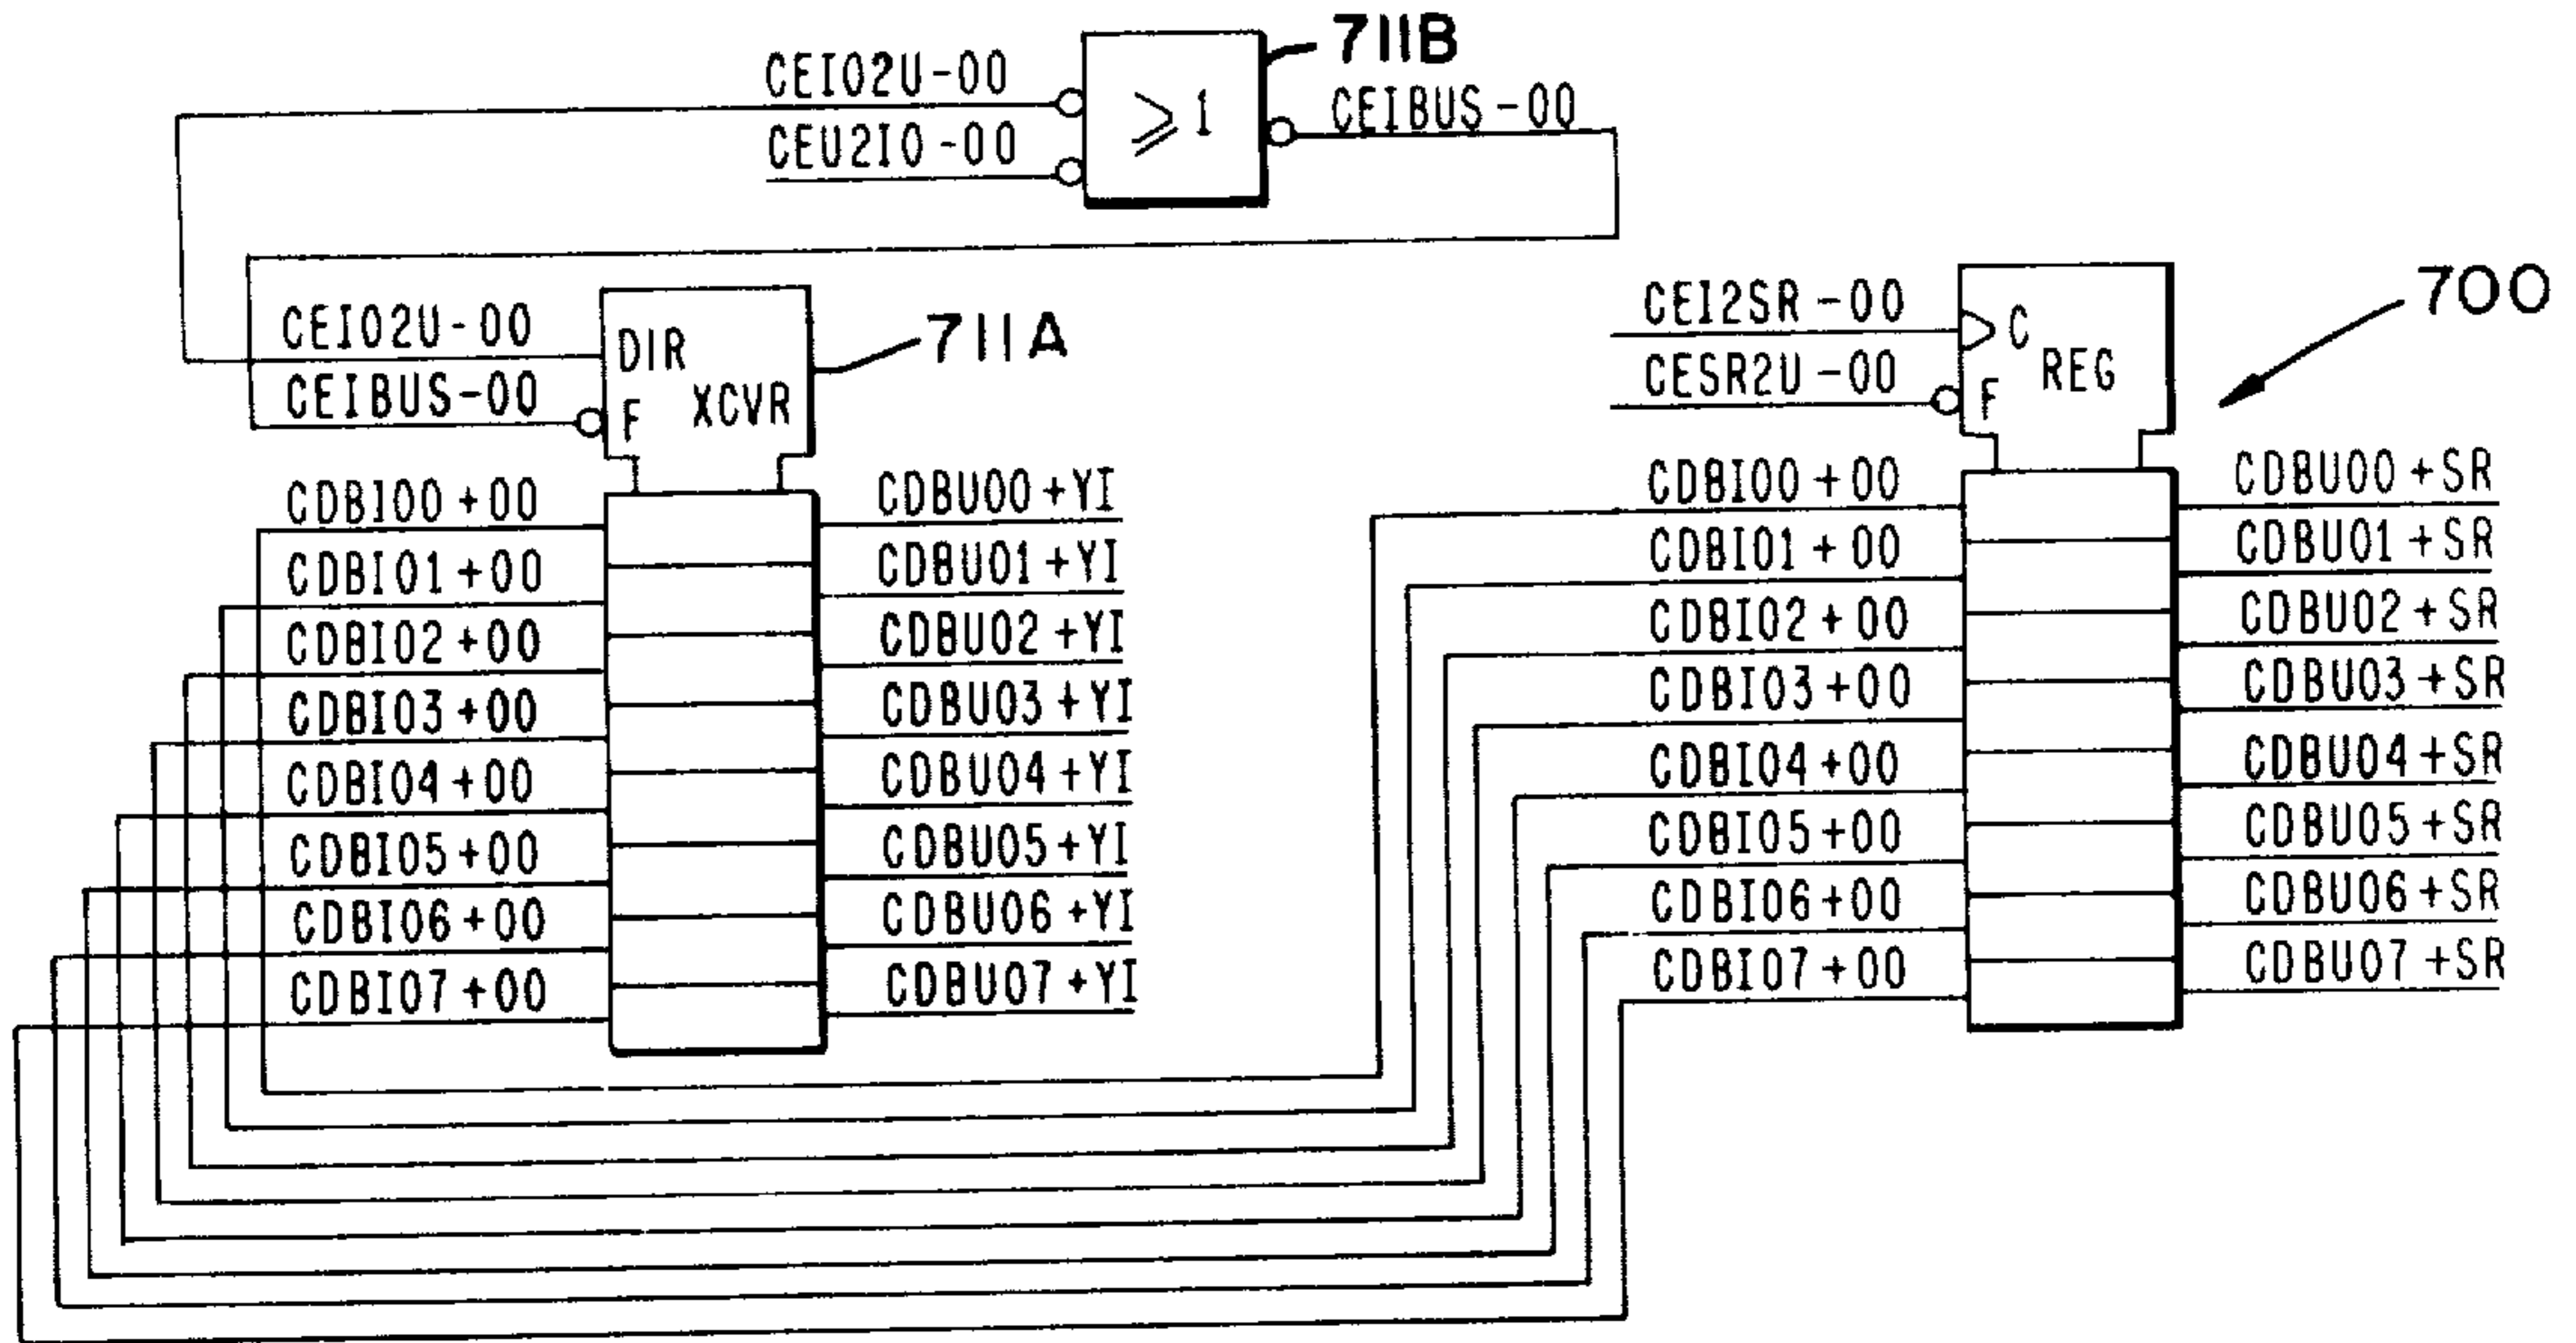 711B
CEI02U-00
≥1
CEIBUS-00
CEU2I0-00
CEI02U-00
DIR
711A
CEIBUS-00
F
XCVR
CDBI00+00
CDBU00+YI
CDBI01+00
CDBU01+YI
CDBI02+00
CDBU02+YI
CDBI03+00
CDBU03+YI
CDBI04+00
CDBU04+YI
CDBI05+00
CDBU05+YI
CDBI06+00
CDBU06+YI
CDBI07+00
CDBU07+YI
700
CEI2SR-00
C
REG
CESR2U-00
F
CDBI00+00
CDBU00+SR
CDBI01+00
CDBU01+SR
CDBI02+00
CDBU02+SR
CDBI03+00
CDBU03+SR
CDBI04+00
CDBU04+SR
CDBI05+00
CDBU05+SR
CDBI06+00
CDBU06+SR
CDBI07+00
CDBU07+SR